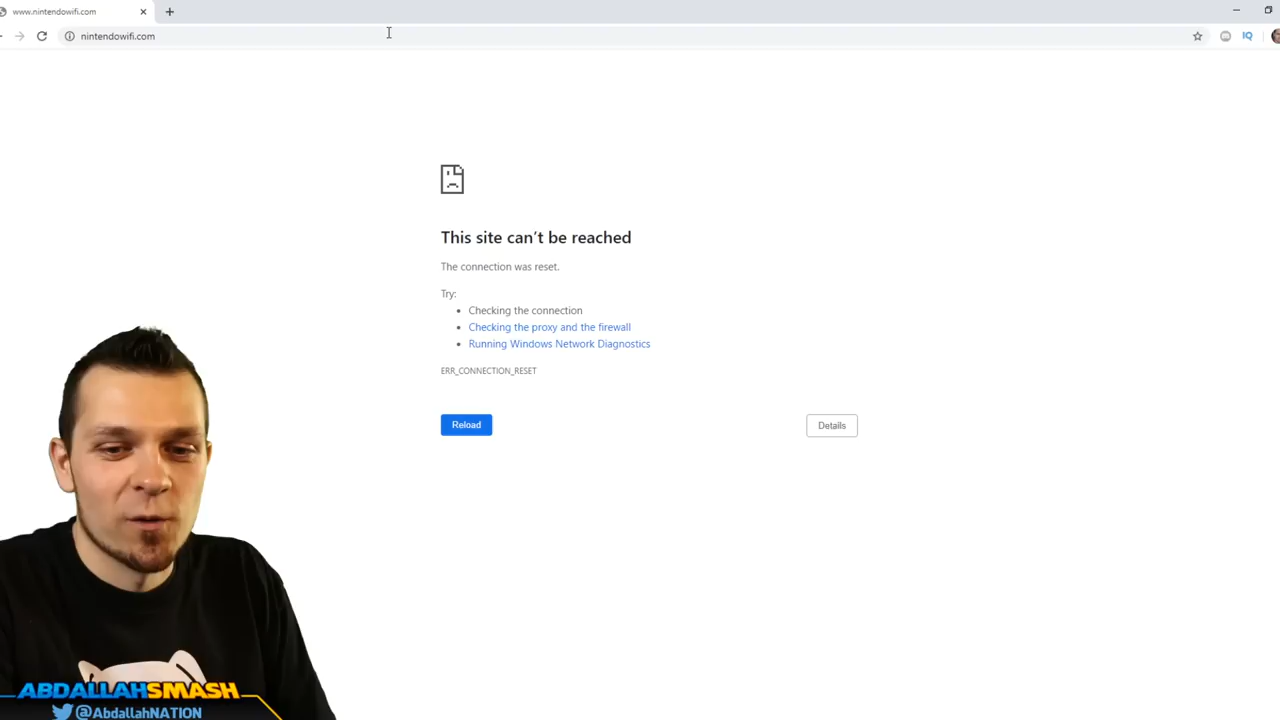 www.nintendowifi.com
nintendowifi.com
IQ
This site can't be reached
The connection was reset.
Try:
Checking the connection
Checking the proxy and the firewall
Running Windows Network Diagnostics
ERR_CONNECTION_RESET
Reload
Details
ABDALLAHSMASH
@AbdallahNATION